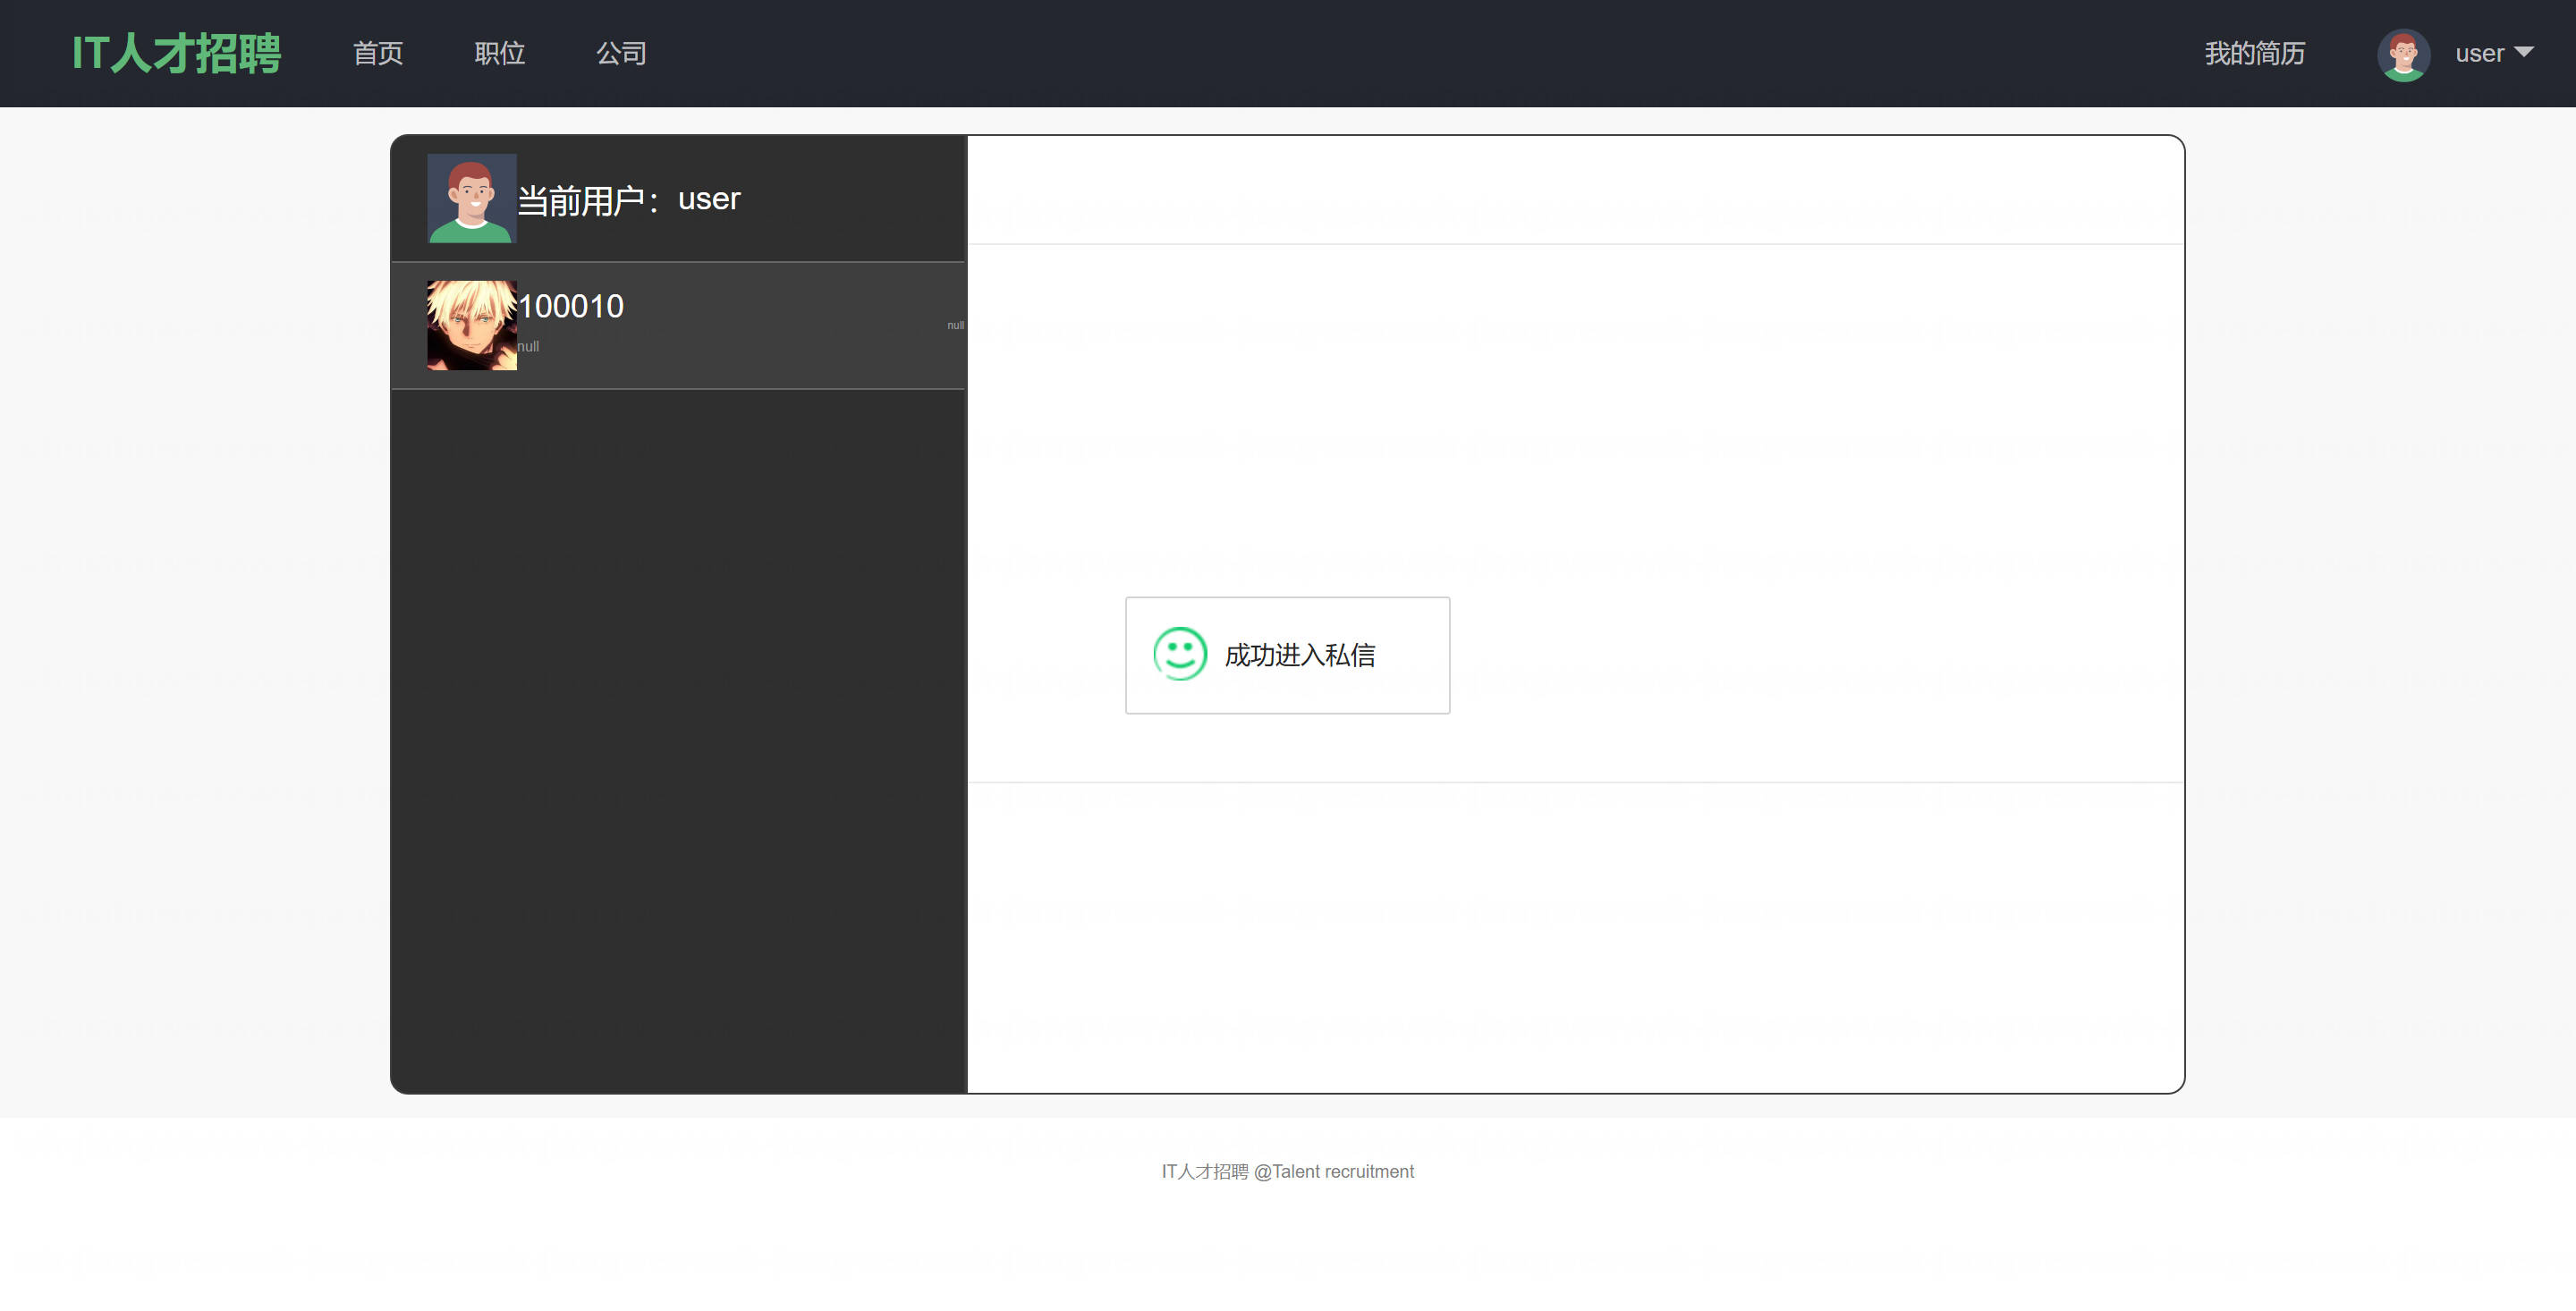 IT人才招聘
首页
职位
公司
我的简历
user
当前用户：user
100010
null
null
成功进入私信
IT人才招聘 @Talent recruitment